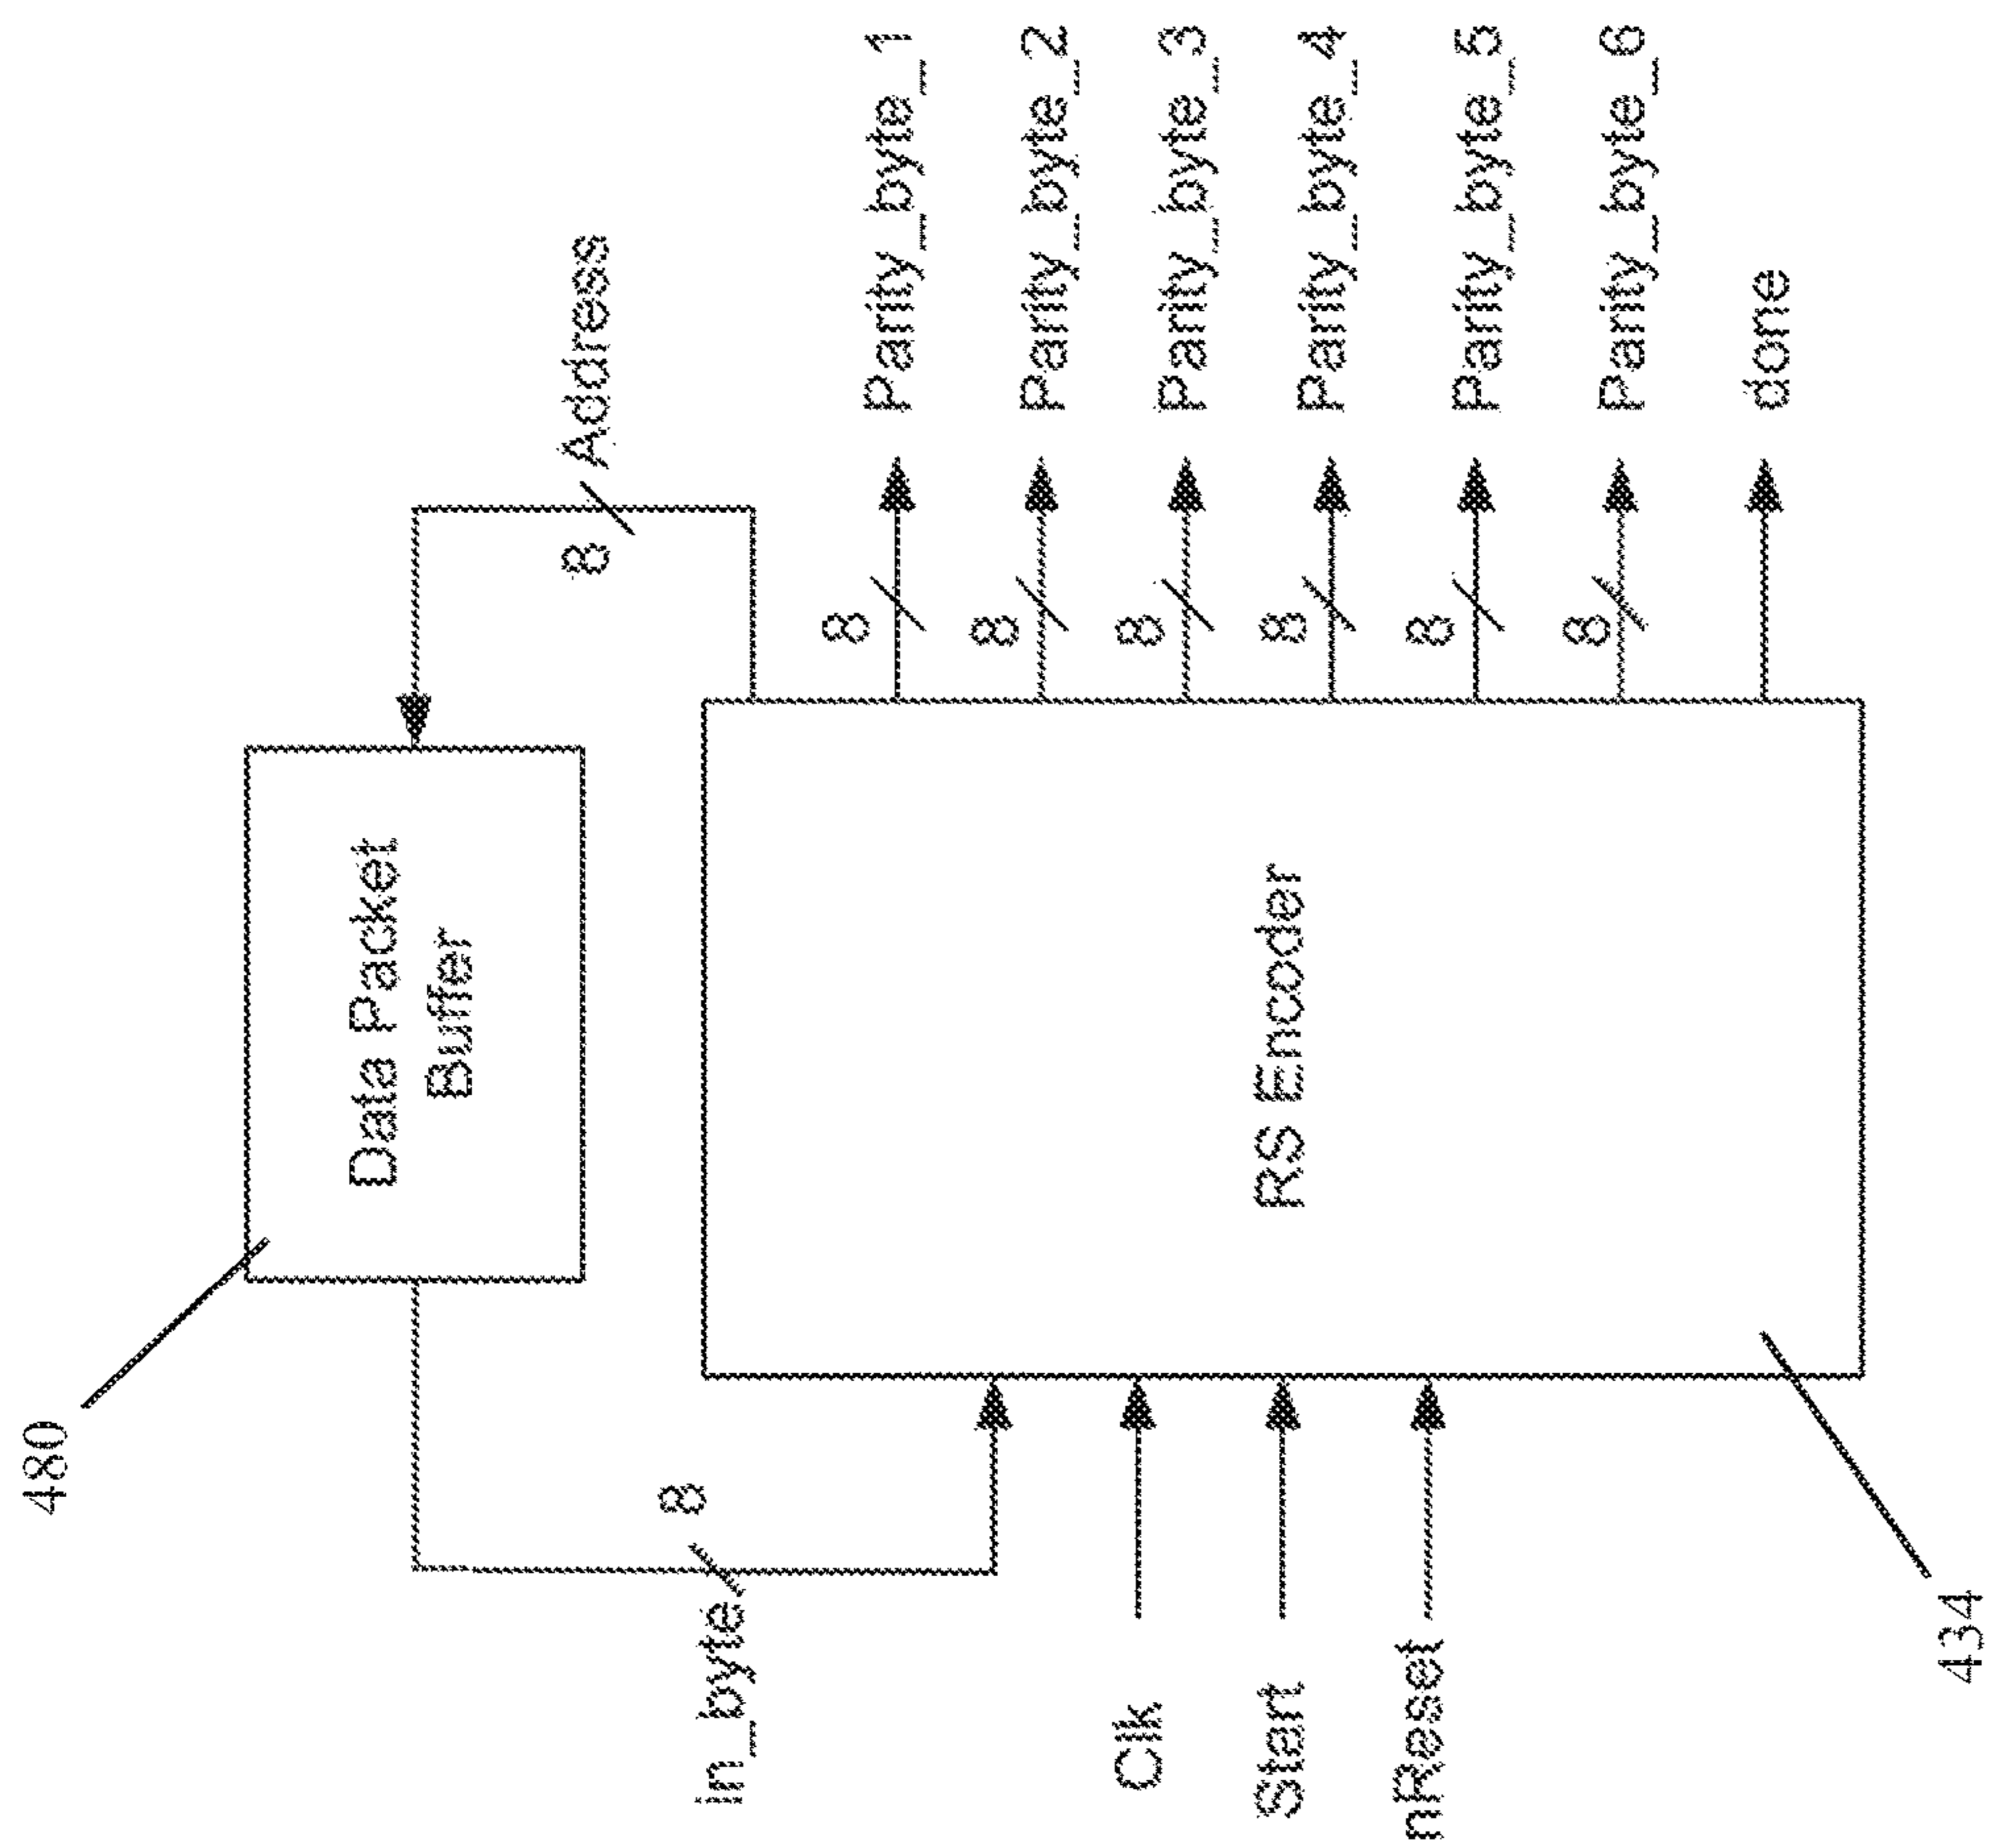 480
Data Packet
Buffer
8
Address
in_byte
8
8
Parity_byte_1
8
Parity_byte_2
Clk
8
Parity_byte_3
Start
RS Encoder
8
Parity_byte_4
nReset
8
Parity_byte_5
8
Parity_byte_6
done
434